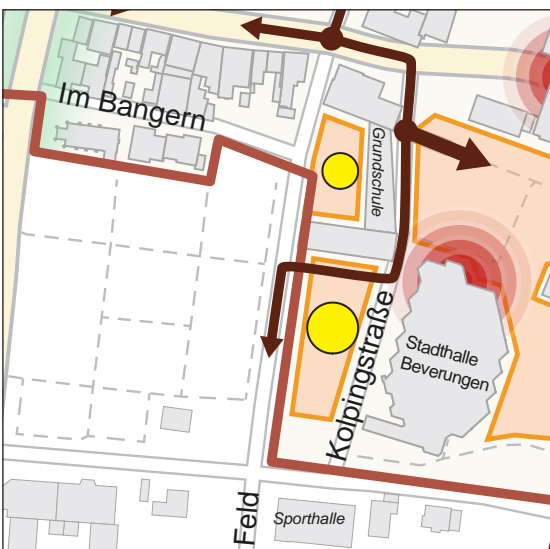 Im Bangern
Grundschule
Kolpingstraße
Stadthalle
Beverungen
Feld
Sporthalle